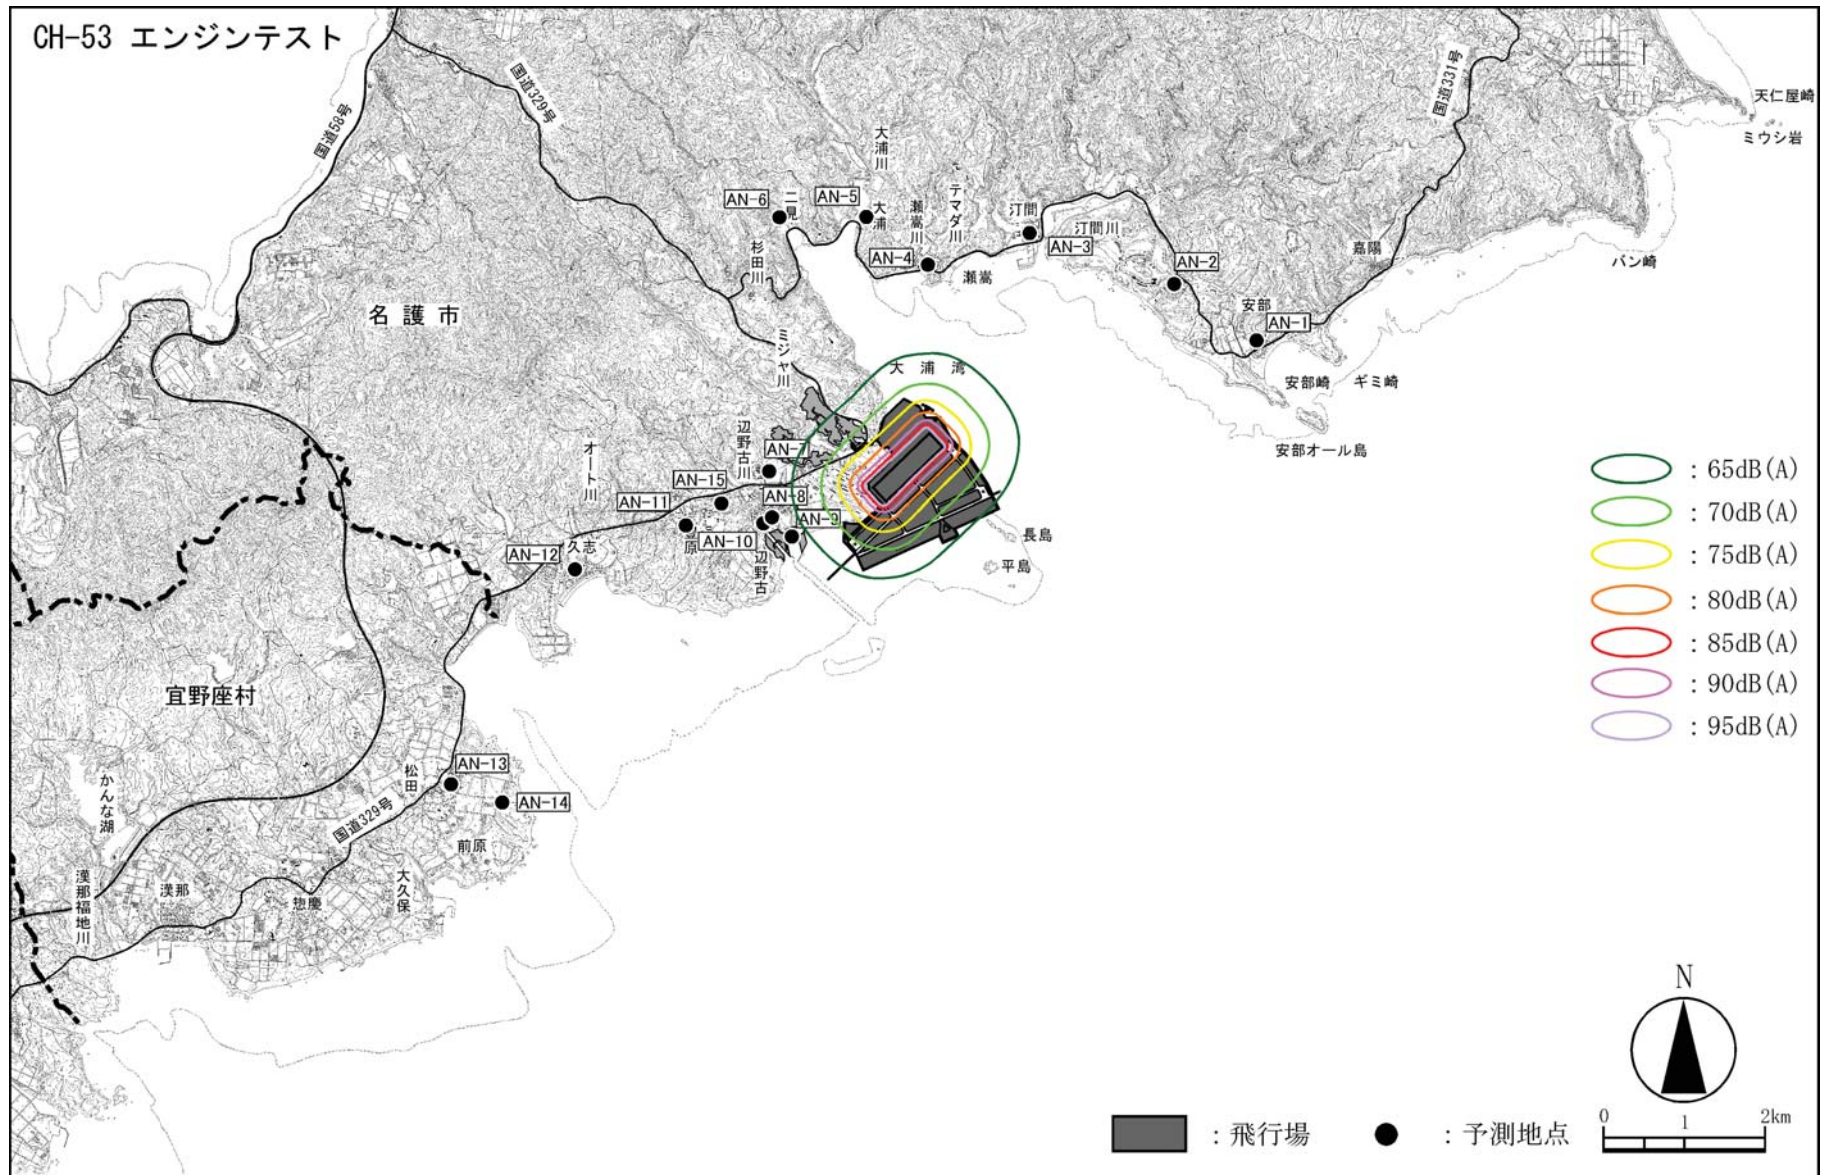 CH-53 エンジンテスト
国道58号
国道329号
国道331号
天仁屋崎
ミウシ岩
バン崎
嘉陽
大浦川
AN-6
二見
AN-5
大浦
瀬嵩川
テマダ川
汀間
汀間川
AN-3
AN-4
瀬嵩
AN-2
安部
AN-1
杉田川
名護市
ミジャ川
大浦湾
安部崎
ギミ崎
安部オール島
辺野古川
AN-7
オート川
AN-15
AN-11
AN-8
AN-9
AN-10
原
辺野古
AN-12
久志
長島
平島
宜野座村
かんな湖
松田
AN-13
AN-14
国道329号
前原
大久保
漢那福地川
漢那
惣慶
: 65dB(A)
: 70dB(A)
: 75dB(A)
: 80dB(A)
: 85dB(A)
: 90dB(A)
: 95dB(A)
N
0 1 2km
: 飛行場
: 予測地点